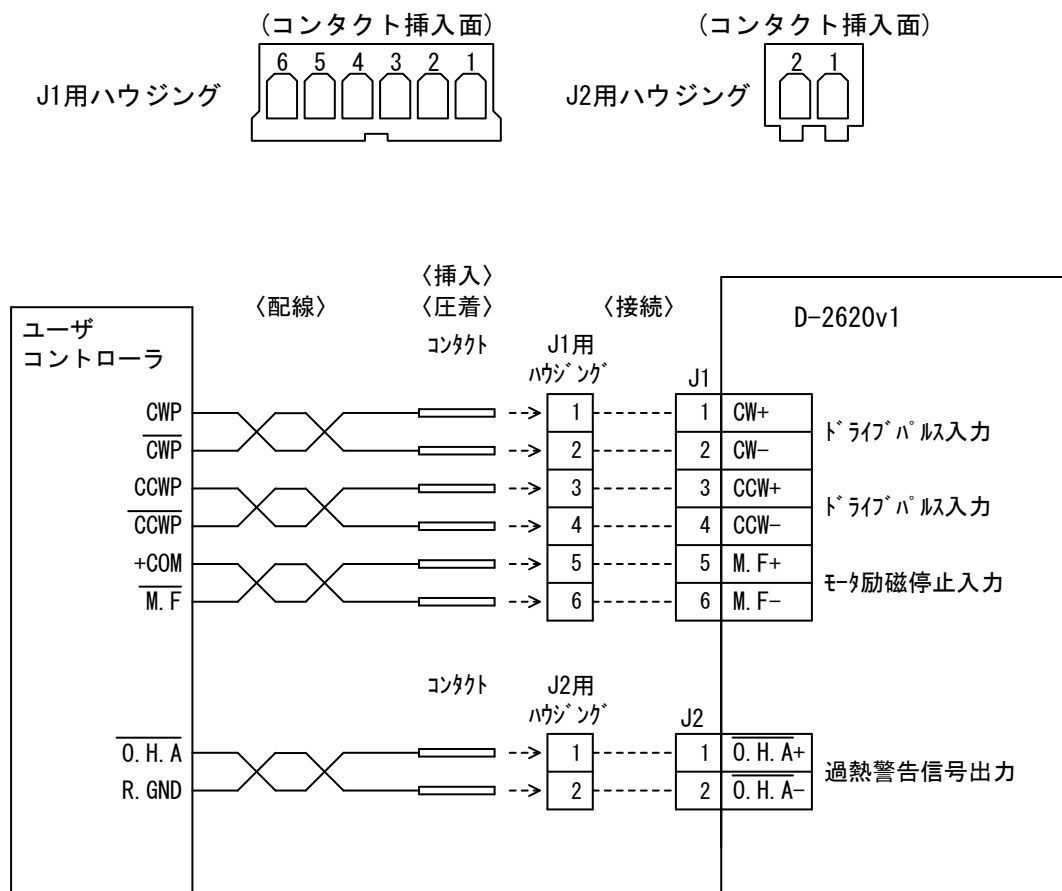 (コンタクト挿入面)
(コンタクト挿入面)
6 5 4 3 2 1
2 1
J1用ハウジング
J2用ハウジング
〈挿入〉
〈配線〉
〈圧着〉
〈接続〉
D-2620v1
ユーザ
コントローラ
コンタクト
J1用
ハウジング
J1
CWP
1
1
CW+
C̅W̅P̅
2
2
CW-
ドライブパルス入力
CCWP
3
3
CCW+
C̅C̅W̅P̅
4
4
CCW-
ドライブパルス入力
+COM
5
5
M.F+
M̅.̅F̅
6
6
M.F-
モータ励磁停止入力
コンタクト
J2用
ハウジング
J2
O̅.̅H̅.̅A̅
1
1
O̅.̅H̅.̅A̅+
R.GND
2
2
O̅.̅H̅.̅A̅-
過熱警告信号出力